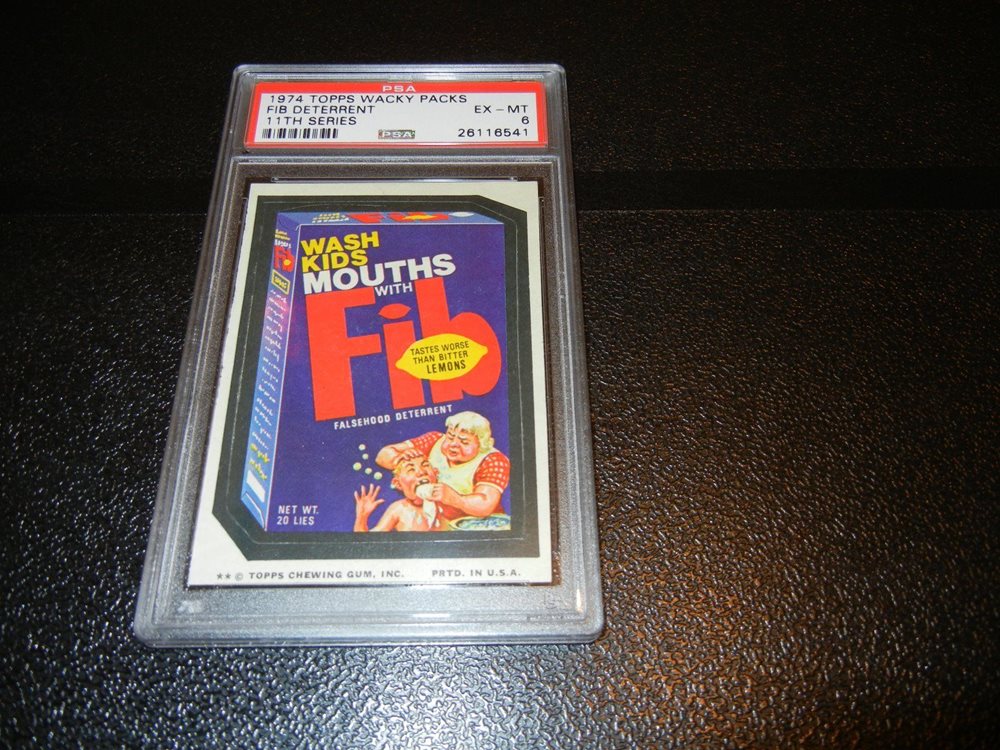 PSA
1974 TOPPS WACKY PACKS
FIB DETERRENT EX - MT
11TH SERIES 6
PSA 26116541
WASH
KIDS
MOUTHS
WITH
Fib
TASTES WORSE
THAN BITTER
LEMONS
FALSEHOOD DETERRENT
NET WT.
20 LIES
Fib
★★ © TOPPS CHEWING GUM, INC. PRTD. IN U.S.A.